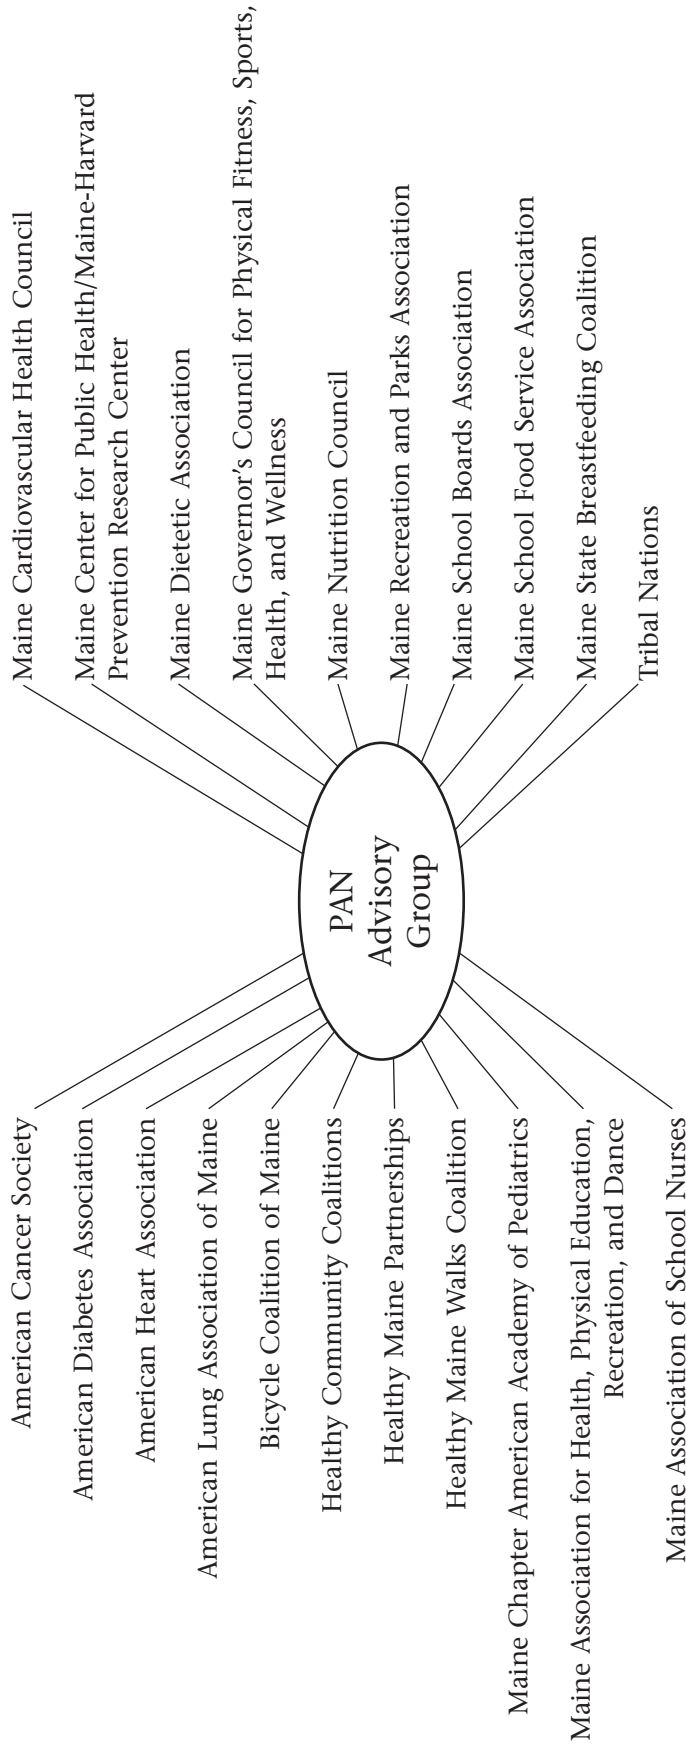 American Cancer Society
American Diabetes Association
American Heart Association
American Lung Association of Maine
Bicycle Coalition of Maine
Healthy Community Coalitions
Healthy Maine Partnerships
Healthy Maine Walks Coalition
Maine Chapter American Academy of Pediatrics
Maine Association for Health, Physical Education,
Recreation, and Dance
Maine Association of School Nurses
PAN
Advisory
Group
Maine Cardiovascular Health Council
Maine Center for Public Health/Maine-Harvard
Prevention Research Center
Maine Dietetic Association
Maine Governor's Council for Physical Fitness, Sports,
Health, and Wellness
Maine Nutrition Council
Maine Recreation and Parks Association
Maine School Boards Association
Maine School Food Service Association
Maine State Breastfeeding Coalition
Tribal Nations